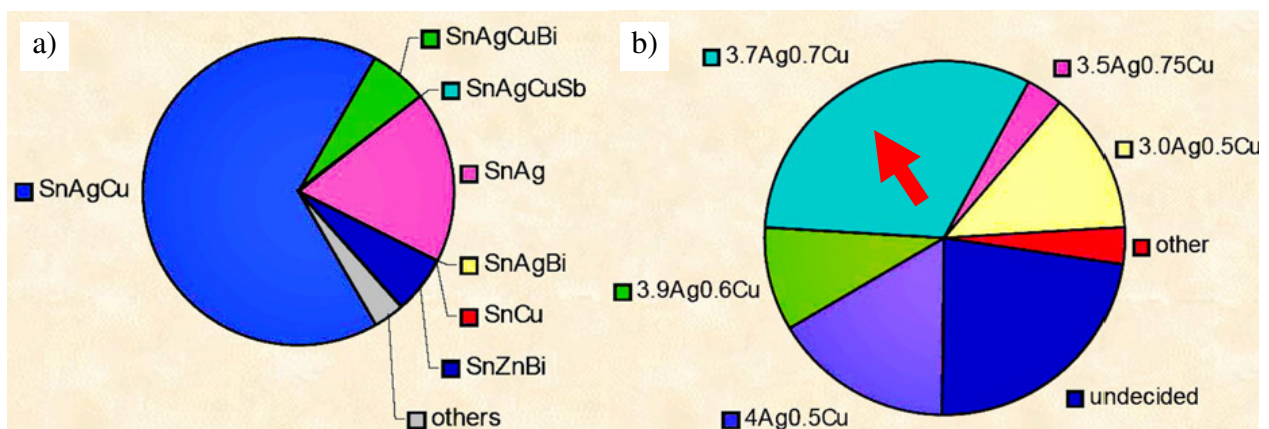 a)
SnAgCuBi
SnAgCuSb
SnAg
SnAgCu
SnAgBi
SnCu
SnZnBi
others
b)
3.7Ag0.7Cu
3.5Ag0.75Cu
3.0Ag0.5Cu
other
3.9Ag0.6Cu
undecided
4Ag0.5Cu